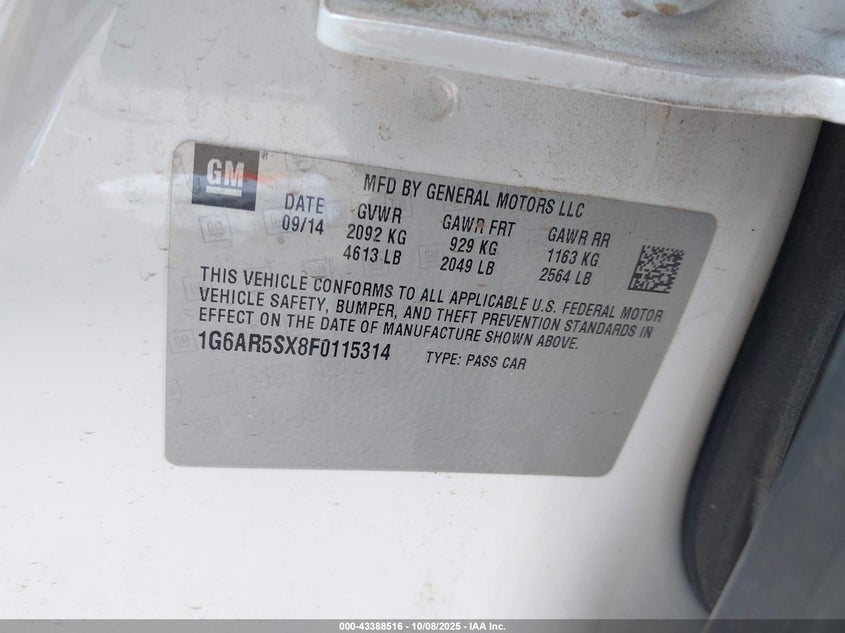 GM
MFD BY GENERAL MOTORS LLC
DATE GVWR GAWR FRT GAWR RR
09/14 2092 KG 929 KG 1163 KG
4613 LB 2049 LB 2564 LB
THIS VEHICLE CONFORMS TO ALL APPLICABLE U.S. FEDERAL MOTOR
VEHICLE SAFETY, BUMPER, AND THEFT PREVENTION STANDARDS IN
EFFECT ON THE DATE OF MANUFACTURE SHOWN ABOVE.
1G6AR5SX8F0115314 TYPE: PASS CAR
000-43388516 - 10/08/2025 - IAA Inc.